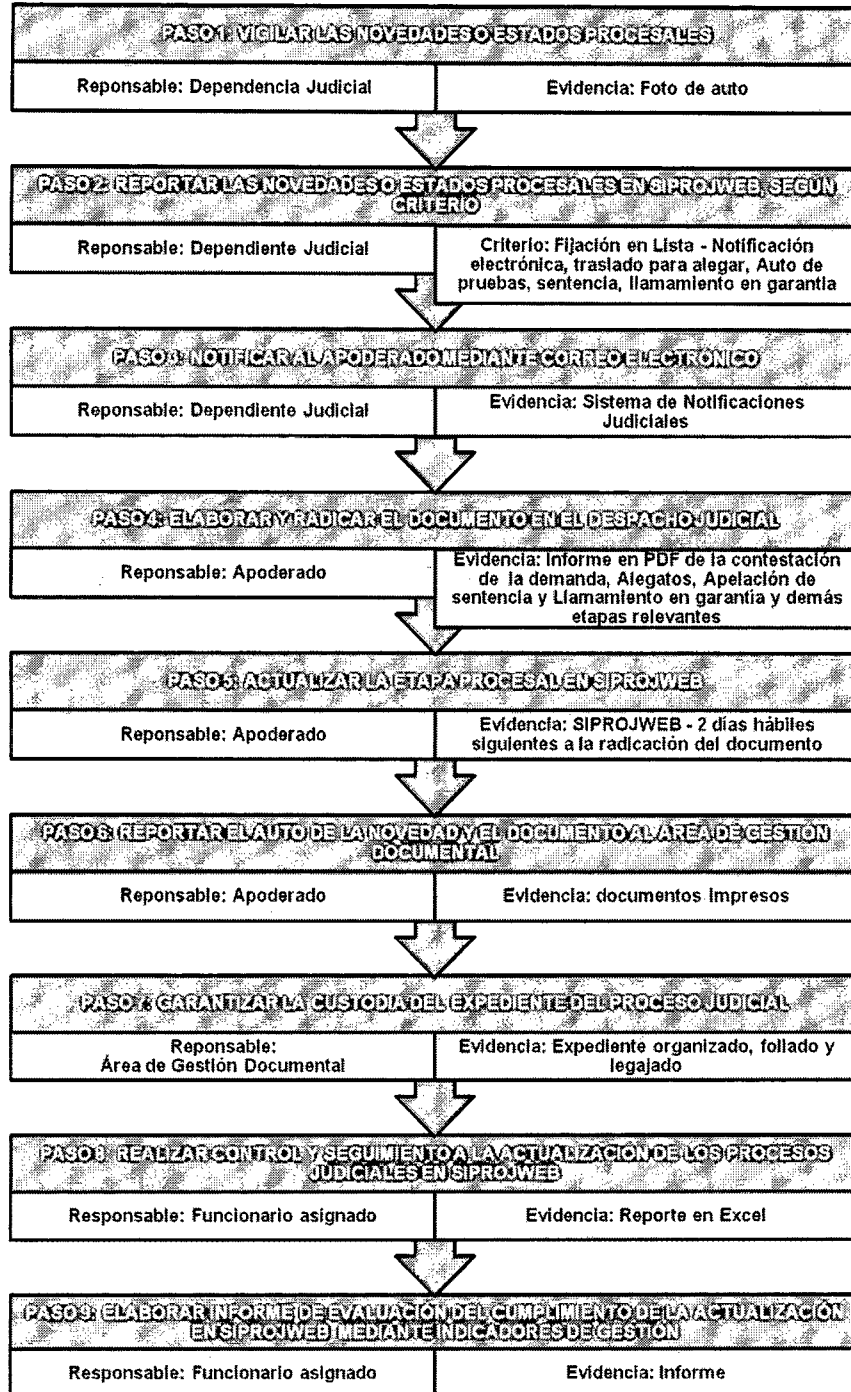 PASO 1: VIGILAR LAS NOVEDADES O ESTADOS PROCESALES
Reponsable: Dependencia Judicial
Evidencia: Foto de auto
PASO 2: REPORTAR LAS NOVEDADES O ESTADOS PROCESALES EN SIPROJWEB, SEGÚN
CRITERIO
Reponsable: Dependiente Judicial
Criterio: Fijación en Lista - Notificación
electrónica, traslado para alegar, Auto de
pruebas, sentencia, llamamiento en garantia
PASO 3: NOTIFICAR AL APODERADO MEDIANTE CORREO ELECTRÓNICO
Reponsable: Dependiente Judicial
Evidencia: Sistema de Notificaciones
Judiciales
PASO 4: ELABORAR Y RADICAR EL DOCUMENTO EN EL DESPACHO JUDICIAL
Reponsable: Apoderado
Evidencia: Informe en PDF de la contestación
de la demanda, Alegatos, Apelación de
sentencia y Llamamiento en garantía y demás
etapas relevantes
PASO 5: ACTUALIZAR LA ETAPA PROCESAL EN SIPROJWEB
Reponsable: Apoderado
Evidencia: SIPROJWEB - 2 días hábiles
siguientes a la radicación del documento
PASO 6: REPORTAR EL AUTO DE LA NOVEDAD Y EL DOCUMENTO AL ÁREA DE GESTIÓN
DOCUMENTAL
Reponsable: Apoderado
Evidencia: documentos Impresos
PASO 7: GARANTIZAR LA CUSTODIA DEL EXPEDIENTE DEL PROCESO JUDICIAL
Reponsable:
Área de Gestión Documental
Evidencia: Expediente organizado, foliado y
legajado
PASO 8: REALIZAR CONTROL Y SEGUIMIENTO A LA ACTUALIZACIÓN DE LOS PROCESOS
JUDICIALES EN SIPROJWEB
Responsable: Funcionario asignado
Evidencia: Reporte en Excel
PASO 9: ELABORAR INFORME DE EVALUACIÓN DEL CUMPLIMIENTO DE LA ACTUALIZACIÓN
EN SIPROJWEB MEDIANTE INDICADORES DE GESTIÓN
Responsable: Funcionario asignado
Evidencia: Informe